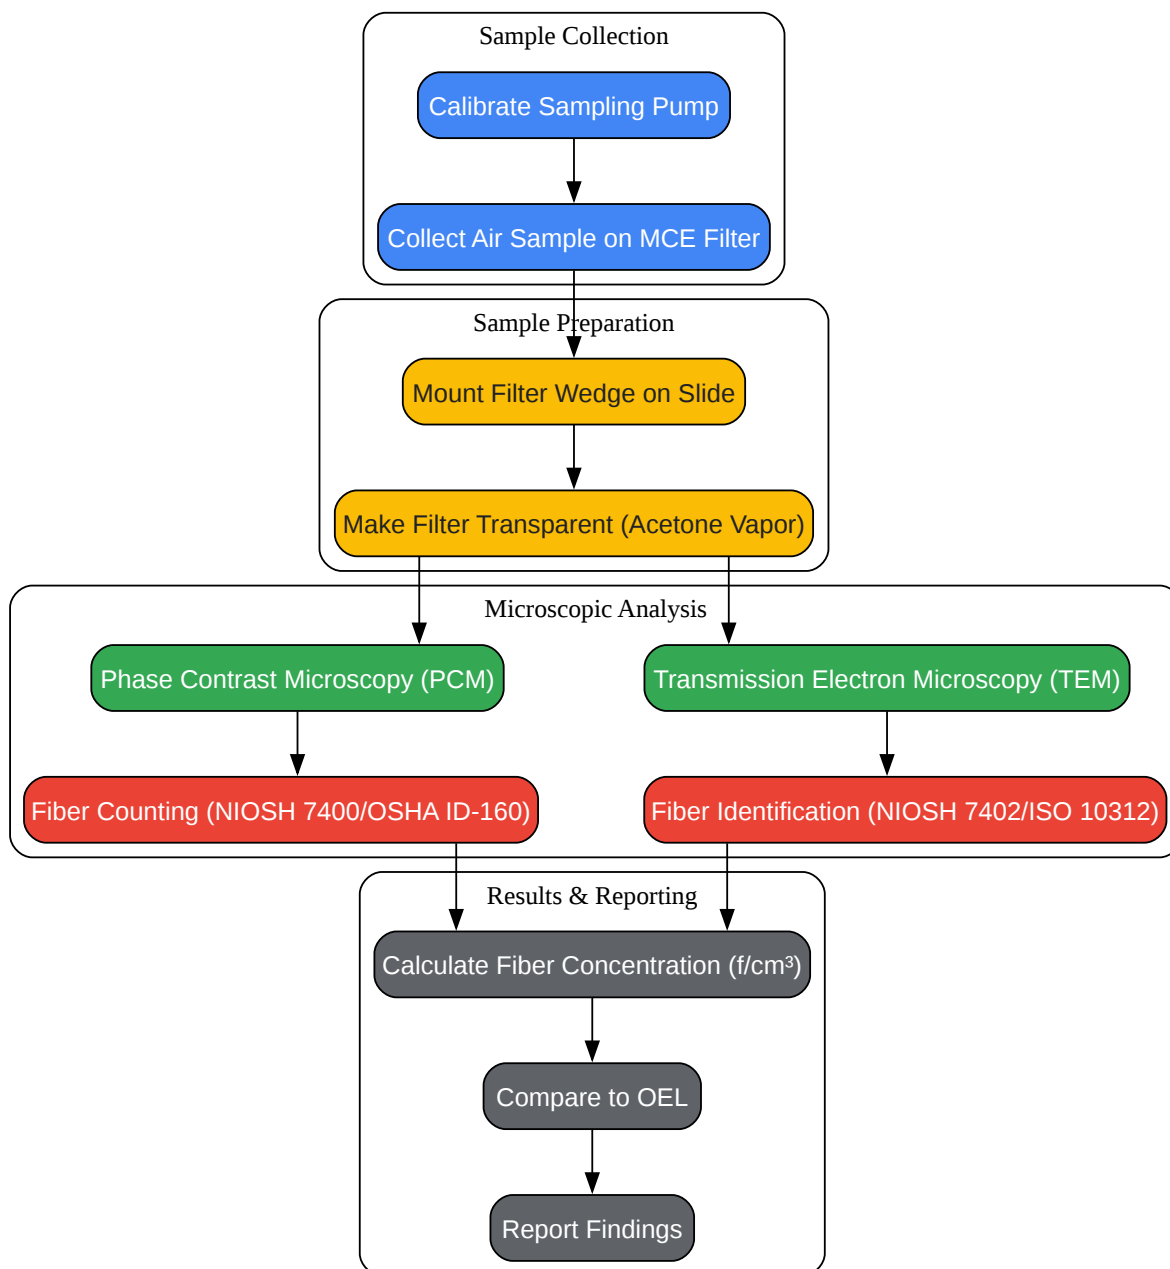 Sample Collection
Calibrate Sampling Pump
Collect Air Sample on MCE Filter
Sample Preparation
Mount Filter Wedge on Slide
Make Filter Transparent (Acetone Vapor)
Microscopic Analysis
Phase Contrast Microscopy (PCM)
Transmission Electron Microscopy (TEM)
Fiber Counting (NIOSH 7400/OSHA ID-160)
Fiber Identification (NIOSH 7402/ISO 10312)
Results & Reporting
Calculate Fiber Concentration (f/cm³)
Compare to OEL
Report Findings